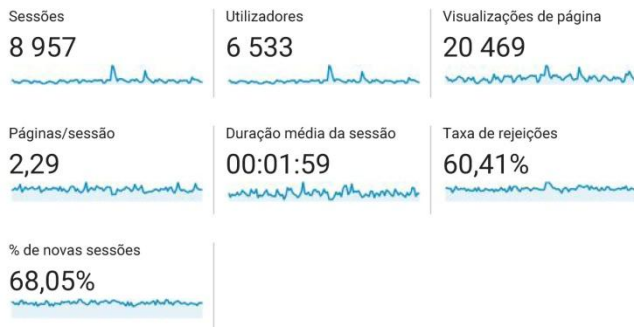 Sessões
8 957
Utilizadores
6 533
Visualizações de página
20 469
Páginas/sessão
2,29
Duração média da sessão
00:01:59
Taxa de rejeições
60,41%
% de novas sessões
68,05%